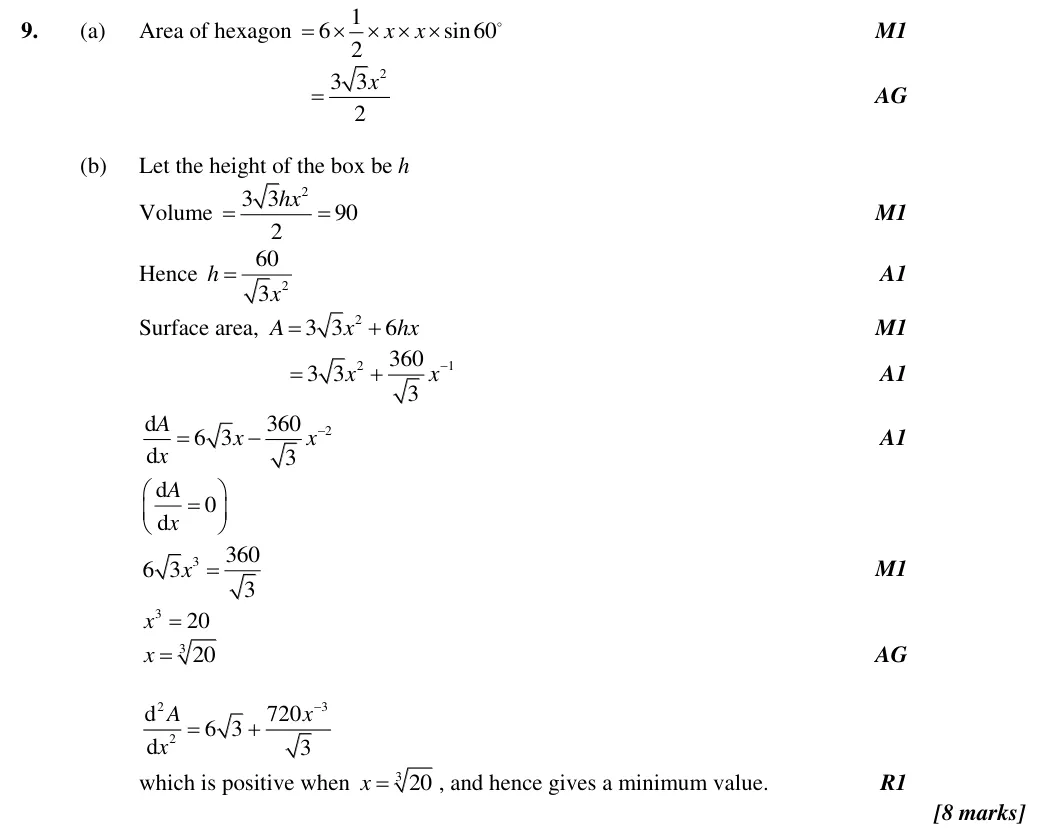 9. (a) Area of hexagon = 6 × 1/2 × x × x × sin 60° M1
= 3√3x²/2 AG
(b) Let the height of the box be h
Volume = 3√3hx²/2 = 90 M1
Hence h = 60/√3x² A1
Surface area, A = 3√3x² + 6hx M1
= 3√3x² + 360/√3 x⁻¹ A1
dA/dx = 6√3x − 360/√3 x⁻² A1
(dA/dx = 0)
6√3x³ = 360/√3 M1
x³ = 20
x = ∛20 AG
d²A/dx² = 6√3 + 720x⁻³/√3
which is positive when x = ∛20 , and hence gives a minimum value. R1
[8 marks]